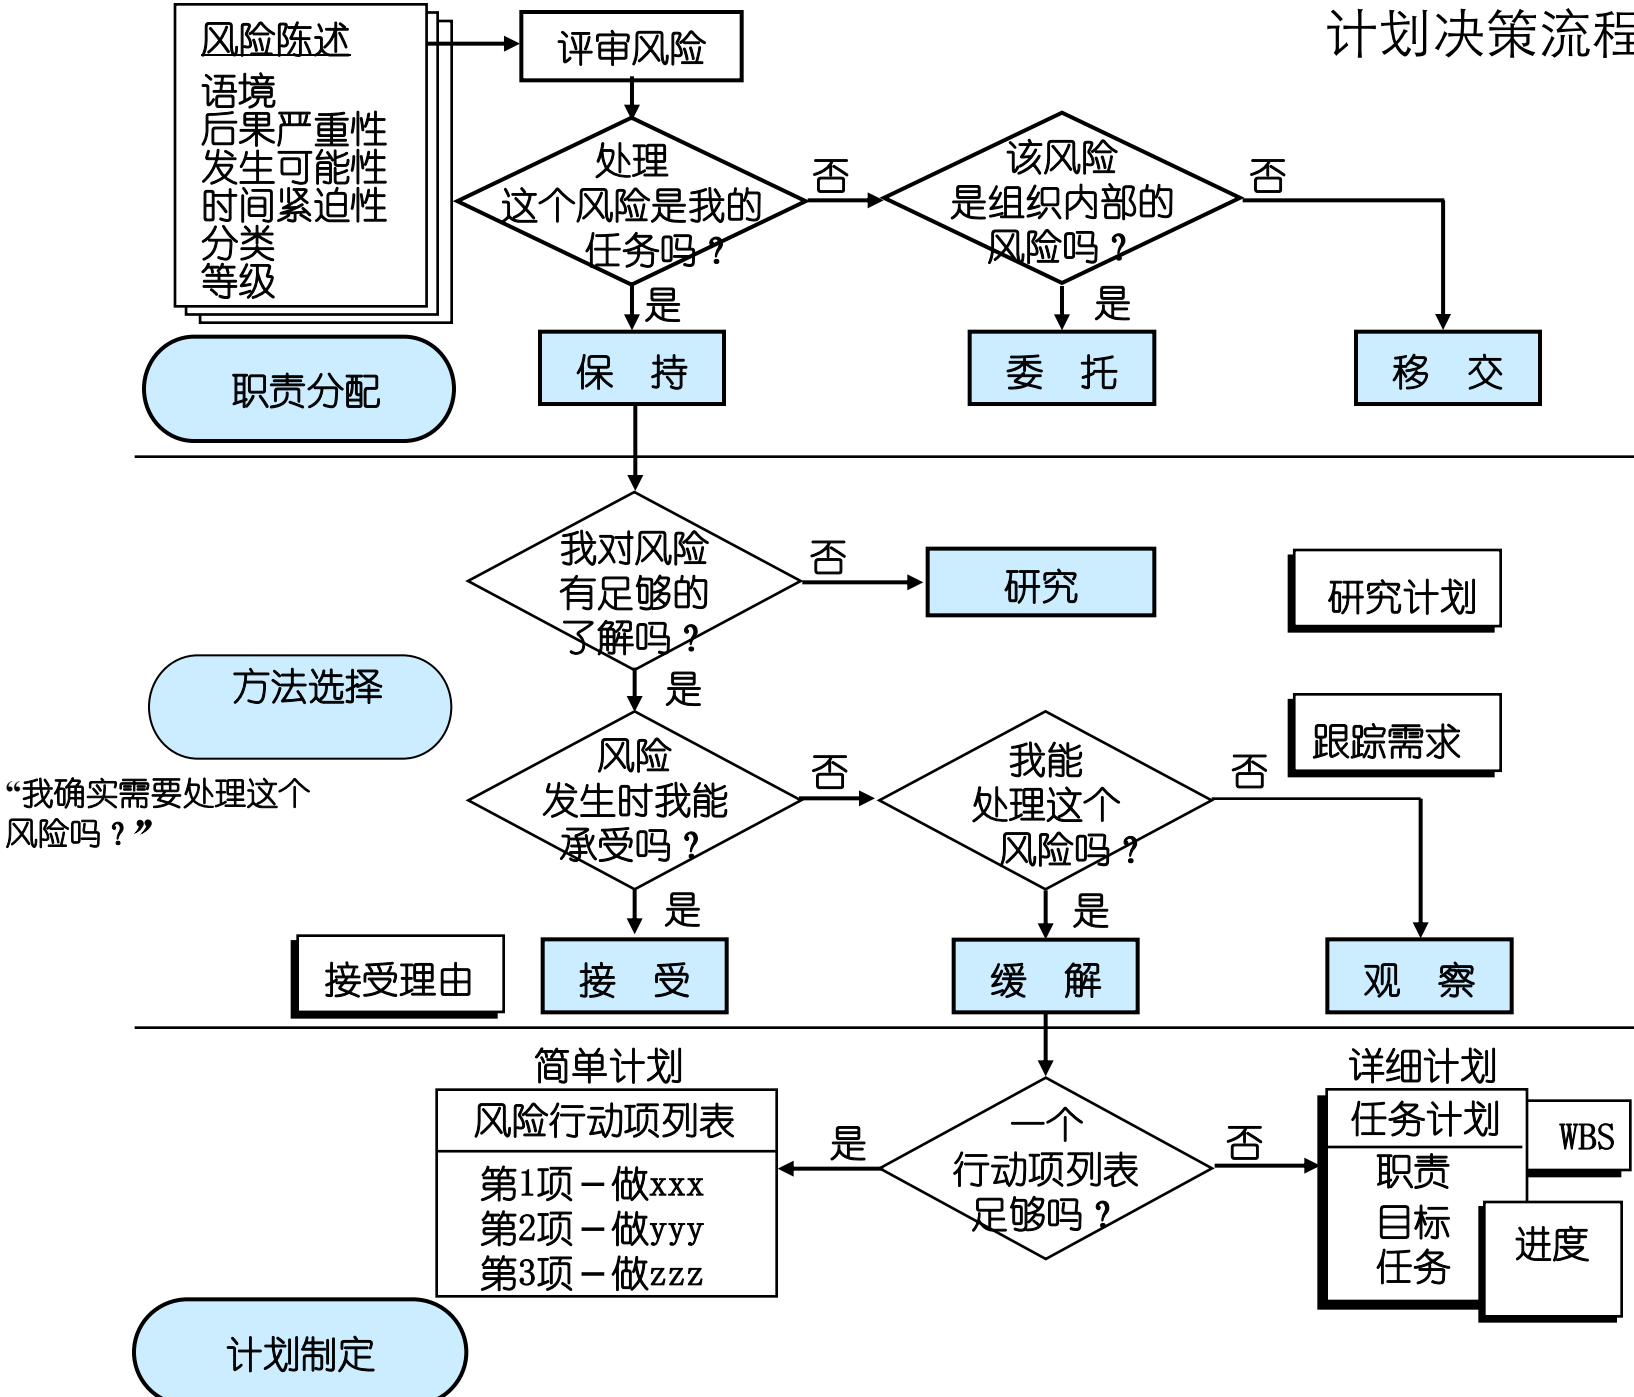 计划决策流程
风险陈述
语境
后果严重性
发生可能性
时间紧迫性
分类
等级
评审风险
处理
这个风险是我的
任务吗？
否
该风险
是组织内部的
风险吗？
否
是
是
职责分配
保 持
委 托
移 交
我对风险
有足够的
了解吗？
否
研究
研究计划
是
方法选择
跟踪需求
“我确实需要处理这个
风险吗？”
风险
发生时我能
承受吗？
否
我能
处理这个
风险吗？
否
是
是
接受理由
接 受
缓 解
观 察
简单计划
风险行动项列表
第1项－做xxx
第2项－做yyy
第3项－做zzz
是
一个
行动项列表
足够吗？
否
详细计划
任务计划
职责
目标
任务
WBS
进度
计划制定